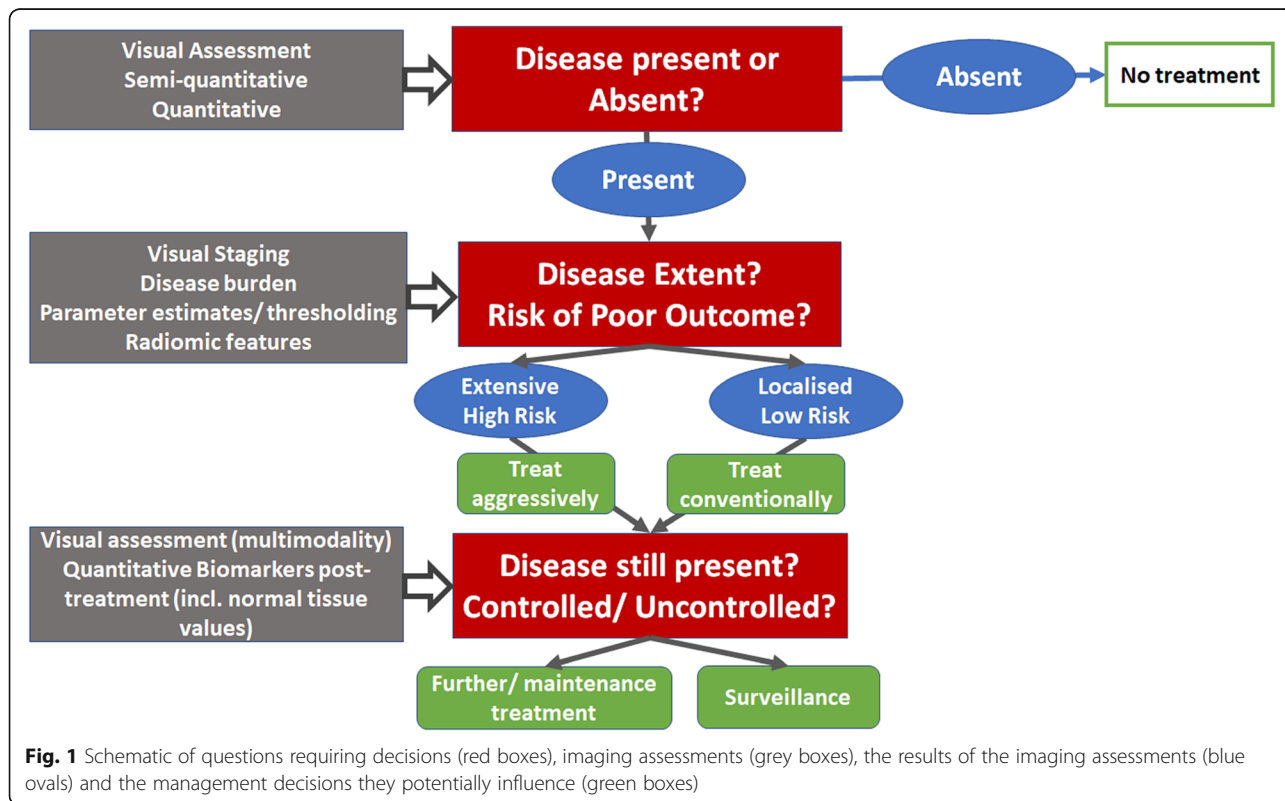 Visual Assessment
Semi-quantitative
Quantitative
Disease present or
Absent?
Absent
No treatment
Present
Visual Staging
Disease burden
Parameter estimates/ thresholding
Radiomic features
Disease Extent?
Risk of Poor Outcome?
Extensive
High Risk
Localised
Low Risk
Treat
aggressively
Treat
conventionally
Visual assessment (multimodality)
Quantitative Biomarkers post-
treatment (incl. normal tissue
values)
Disease still present?
Controlled/ Uncontrolled?
Further/ maintenance
treatment
Surveillance
Fig. 1 Schematic of questions requiring decisions (red boxes), imaging assessments (grey boxes), the results of the imaging assessments (blue
ovals) and the management decisions they potentially influence (green boxes)